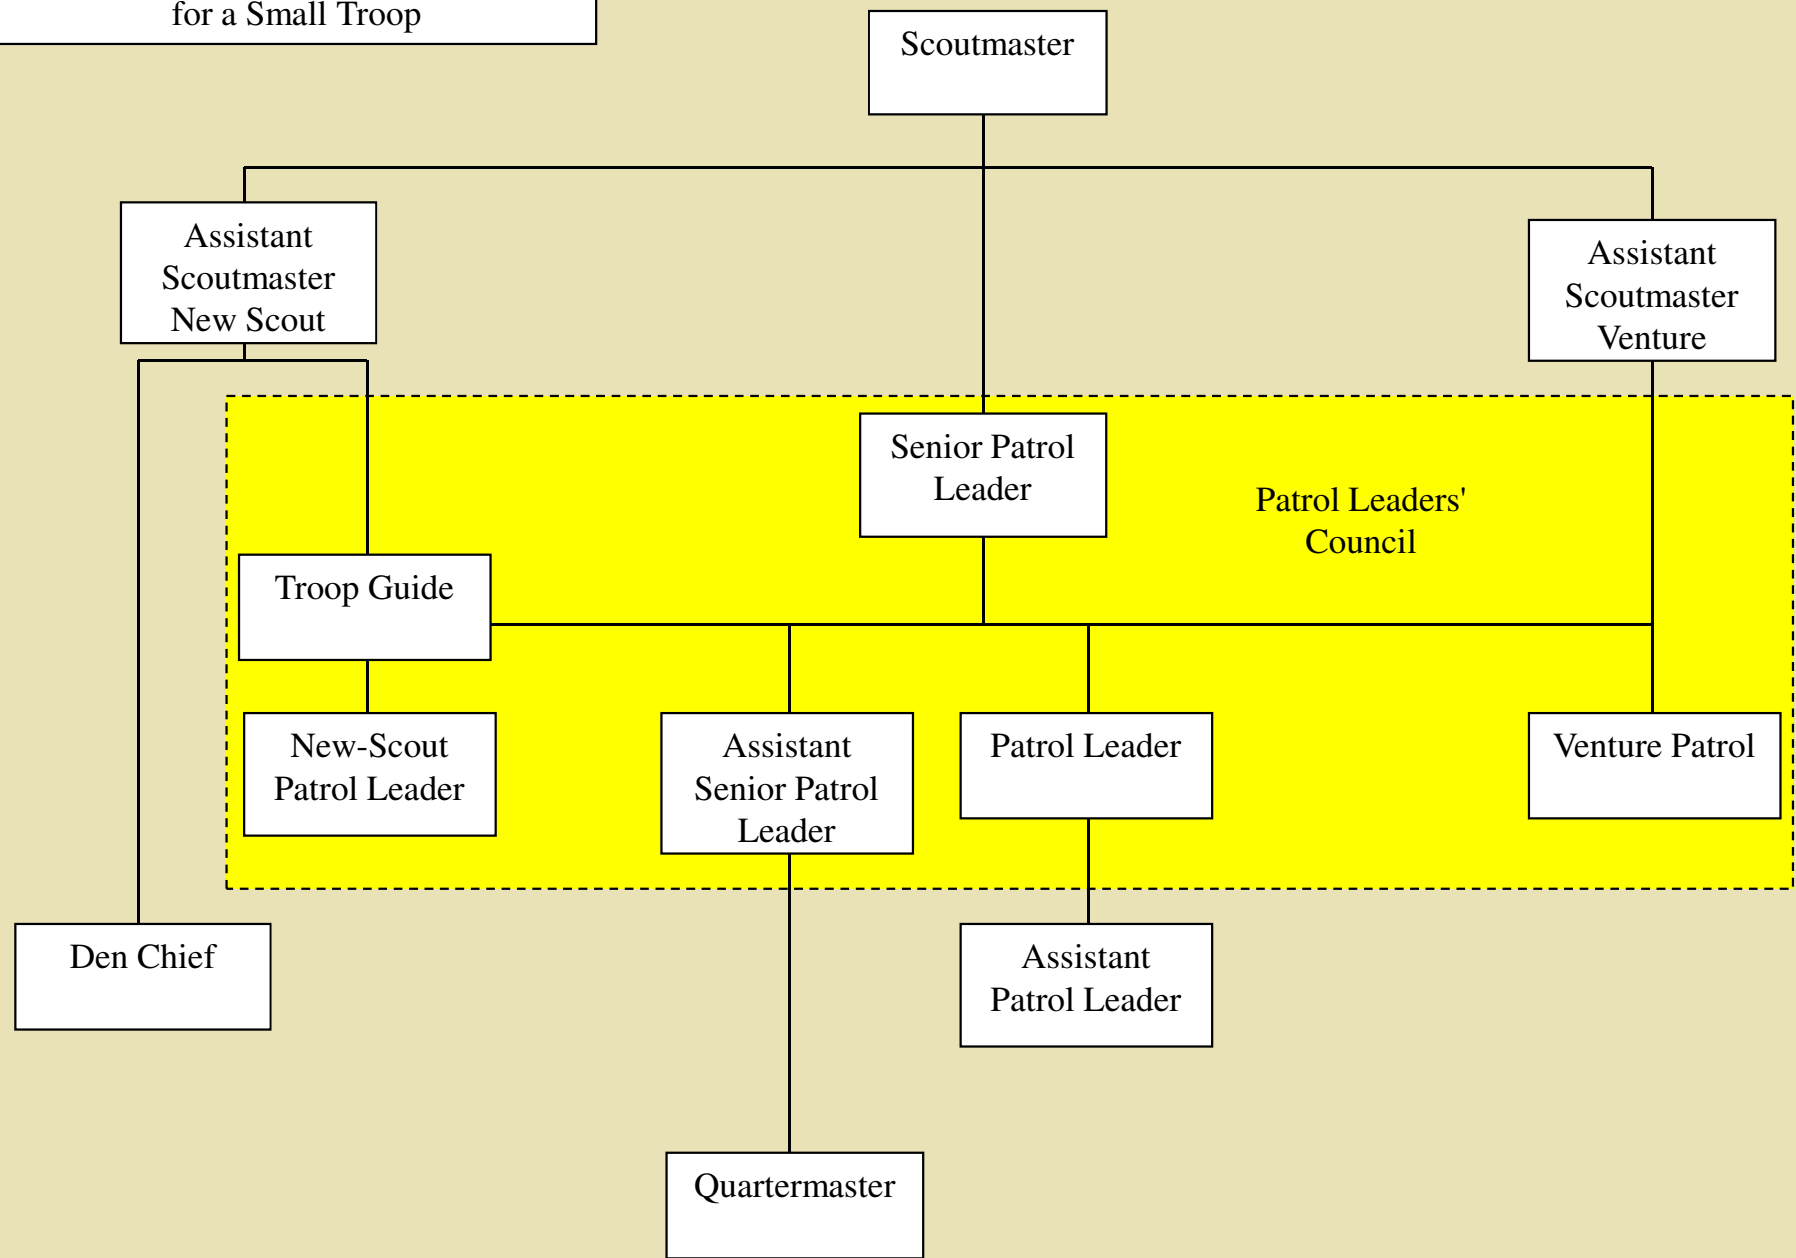 for a Small Troop
Scoutmaster
Assistant
Scoutmaster
New Scout
Assistant
Scoutmaster
Venture
Senior Patrol
Leader
Patrol Leaders'
Council
Troop Guide
New-Scout
Patrol Leader
Assistant
Senior Patrol
Leader
Patrol Leader
Venture Patrol
Den Chief
Assistant
Patrol Leader
Quartermaster